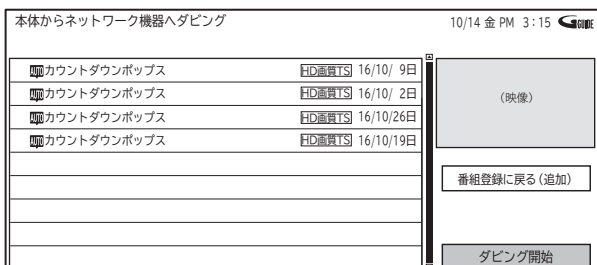 本体からネットワーク機器へダビング 10/14 金 PM 3:15 GGUIDE
カウントダウンポップス HD画質TS 16/10/ 9日
(映像)
カウントダウンポップス HD画質TS 16/10/ 2日
カウントダウンポップス HD画質TS 16/10/26日
カウントダウンポップス HD画質TS 16/10/19日
番組登録に戻る(追加)
ダビング開始